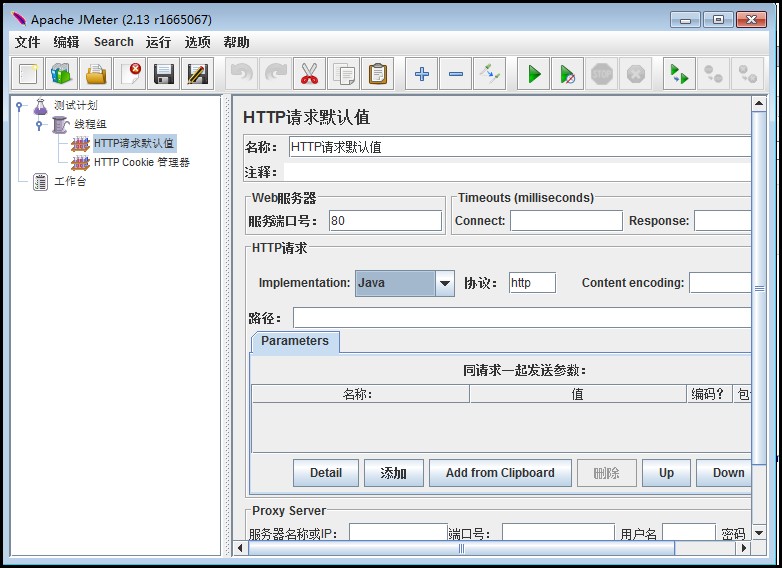 Apache JMeter (2.13 r1665067)
文件 编辑 Search 运行 选项 帮助
STOP
测试计划
线程组
HTTP请求默认值
HTTP Cookie 管理器
工作台
HTTP请求默认值
名称： HTTP请求默认值
注释：
Web服务器
端口号： 80
Timeouts (milliseconds)
Connect: Response:
HTTP请求
Implementation: Java 协议： http Content encoding:
路径：
Parameters
同请求一起发送参数：
名称： 值 编码？ 包
Detail 添加 Add from Clipboard 删除 Up Down
Proxy Server
服务器名称或IP： 端口号： 用户名 密码